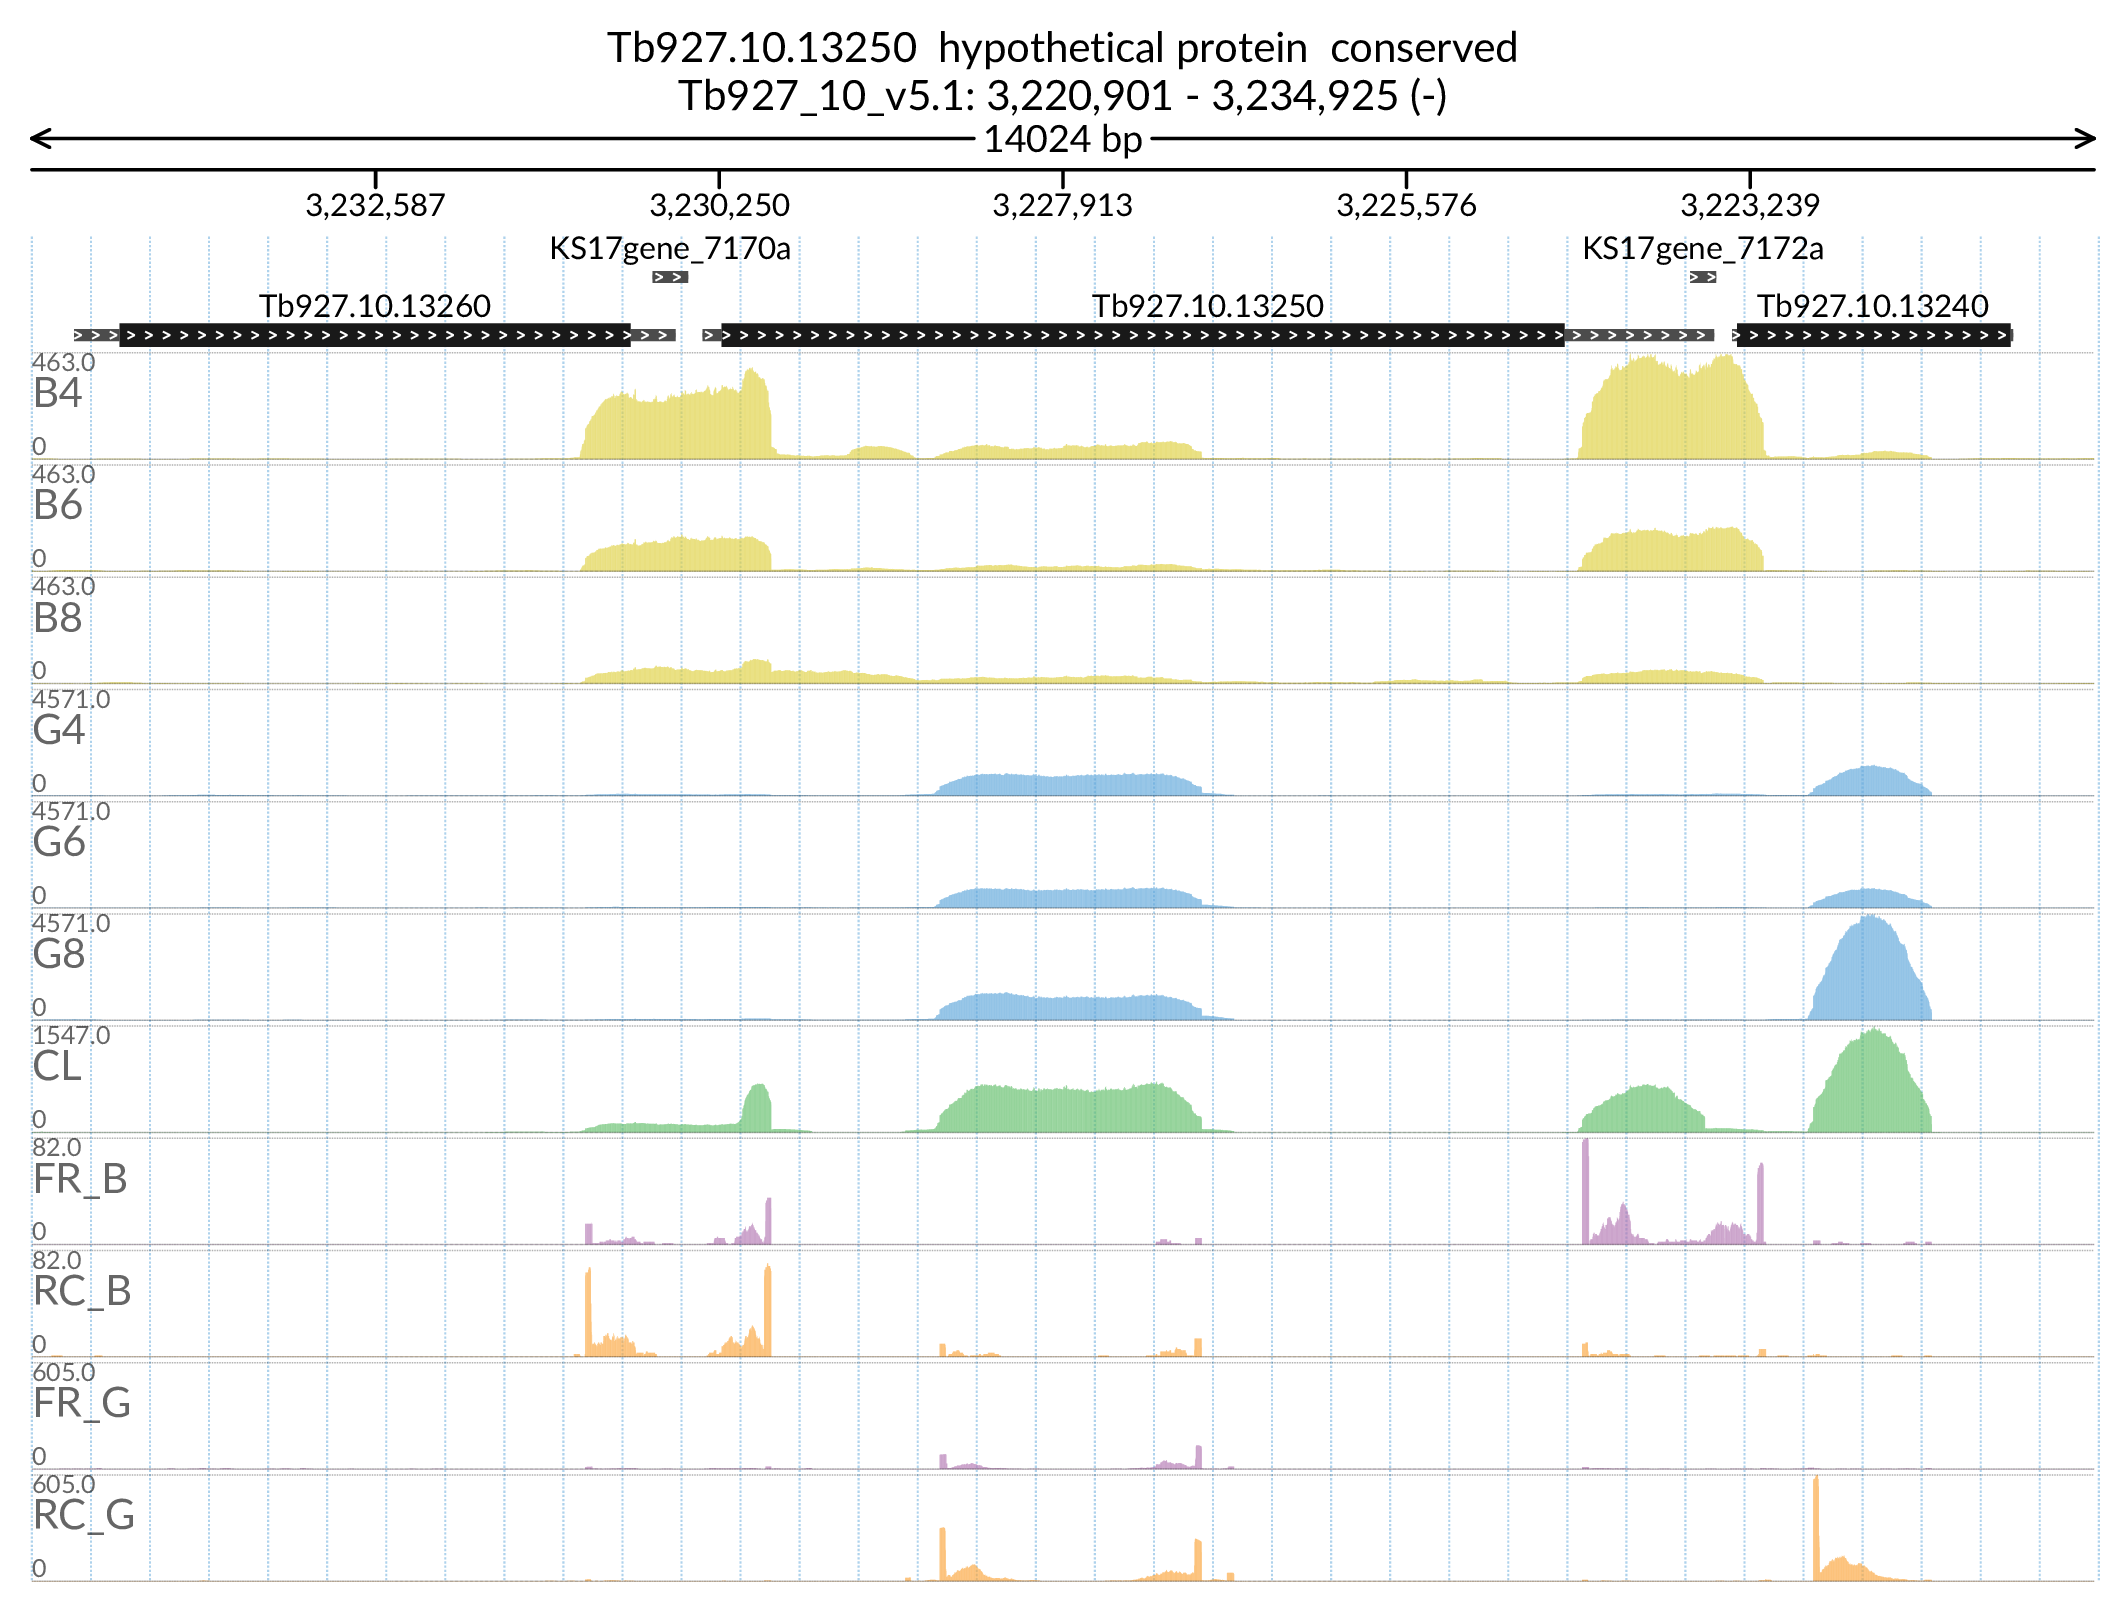 Tb927.10.13250 hypothetical protein conserved
Tb927_10_v5.1: 3,220,901 - 3,234,925 (-)
14024 bp
3,232,587 3,230,250 3,227,913 3,225,576 3,223,239
KS17gene_7170a KS17gene_7172a
Tb927.10.13260 Tb927.10.13250 Tb927.10.13240
463.0
B4
0
463.0
B6
0
463.0
B8
0
4571.0
G4
0
4571.0
G6
0
4571.0
G8
0
1547.0
CL
0
82.0
FR_B
0
82.0
RC_B
0
605.0
FR_G
0
605.0
RC_G
0